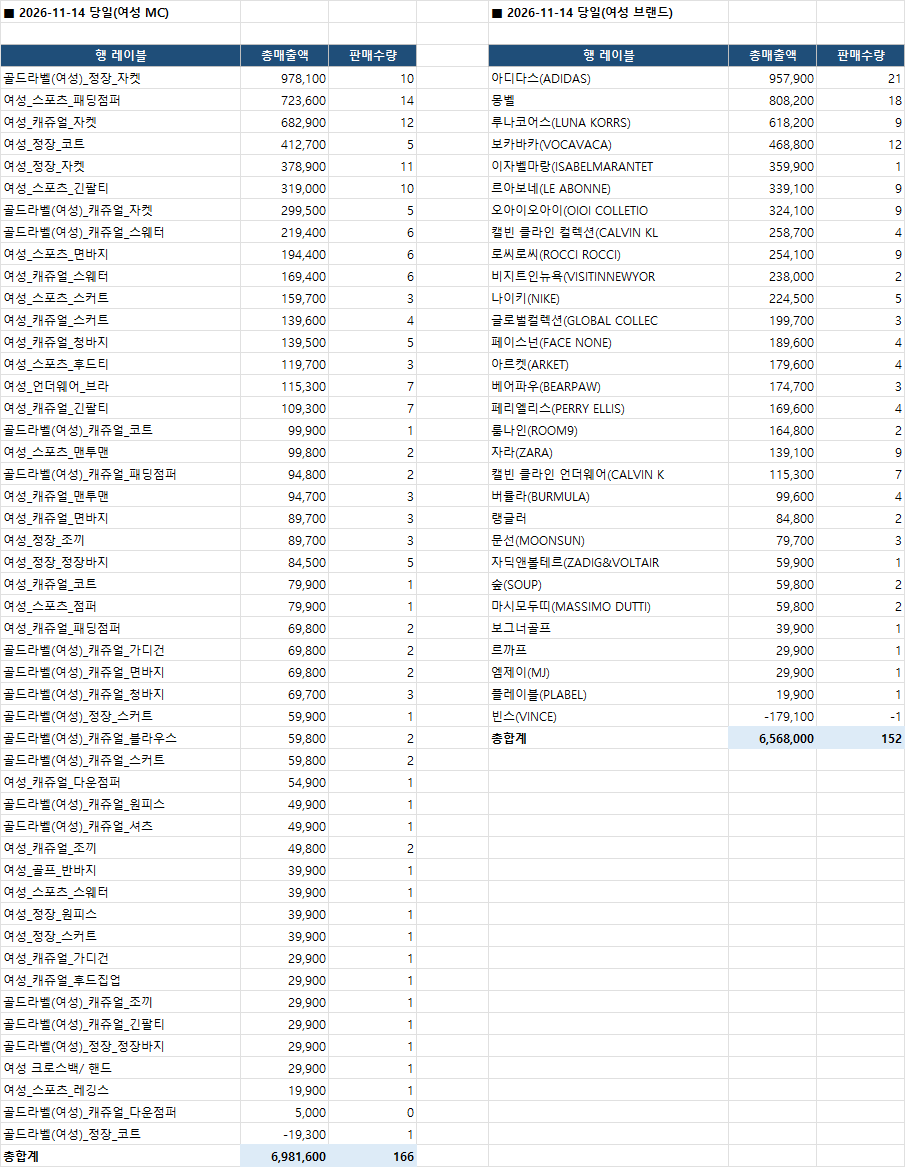 ■ 2026-11-14 당일(여성 MC)
행 레이블 총매출액 판매수량
골드라벨(여성)_정장_자켓 978,100 10
여성_스포츠_패딩점퍼 723,600 14
여성_캐쥬얼_자켓 682,900 12
여성_정장_코트 412,700 5
여성_정장_자켓 378,900 11
여성_스포츠_긴팔티 319,000 10
골드라벨(여성)_캐쥬얼_자켓 299,500 5
골드라벨(여성)_캐쥬얼_스웨터 219,400 6
여성_스포츠_면바지 194,400 6
여성_캐쥬얼_스웨터 169,400 6
여성_스포츠_스커트 159,700 3
여성_캐쥬얼_스커트 139,600 4
여성_캐쥬얼_청바지 139,500 5
여성_스포츠_후드티 119,700 3
여성_언더웨어_브라 115,300 7
여성_캐쥬얼_긴팔티 109,300 7
골드라벨(여성)_캐쥬얼_코트 99,900 1
여성_스포츠_맨투맨 99,800 2
골드라벨(여성)_캐쥬얼_패딩점퍼 94,800 2
여성_캐쥬얼_맨투맨 94,700 3
여성_캐쥬얼_면바지 89,700 3
여성_정장_조끼 89,700 3
여성_정장_정장바지 84,500 5
여성_캐쥬얼_코트 79,900 1
여성_스포츠_점퍼 79,900 1
여성_캐쥬얼_패딩점퍼 69,800 2
골드라벨(여성)_캐쥬얼_가디건 69,800 2
골드라벨(여성)_캐쥬얼_면바지 69,800 2
골드라벨(여성)_캐쥬얼_청바지 69,700 3
골드라벨(여성)_정장_스커트 59,900 1
골드라벨(여성)_캐쥬얼_블라우스 59,800 2
골드라벨(여성)_캐쥬얼_스커트 59,800 2
여성_캐쥬얼_다운점퍼 54,900 1
골드라벨(여성)_캐쥬얼_원피스 49,900 1
골드라벨(여성)_캐쥬얼_셔츠 49,900 1
여성_캐쥬얼_조끼 49,800 2
여성_골프_반바지 39,900 1
여성_스포츠_스웨터 39,900 1
여성_정장_원피스 39,900 1
여성_정장_스커트 39,900 1
여성_캐쥬얼_가디건 29,900 1
여성_캐쥬얼_후드집업 29,900 1
골드라벨(여성)_캐쥬얼_조끼 29,900 1
골드라벨(여성)_캐쥬얼_긴팔티 29,900 1
골드라벨(여성)_정장_정장바지 29,900 1
여성 크로스백/ 핸드 29,900 1
여성_스포츠_레깅스 19,900 1
골드라벨(여성)_캐쥬얼_다운점퍼 5,000 0
골드라벨(여성)_정장_코트 -19,300 1
총합계 6,981,600 166
■ 2026-11-14 당일(여성 브랜드)
행 레이블 총매출액 판매수량
아디다스(ADIDAS) 957,900 21
몽벨 808,200 18
루나코어스(LUNA KORRS) 618,200 9
보카바카(VOCAVACA) 468,800 12
이자벨마랑(ISABELMARANTET 359,900 1
르아보네(LE ABONNE) 339,100 9
오아이오아이(OIOI COLLETIO 324,100 9
캘빈 클라인 컬렉션(CALVIN KL 258,700 4
로씨로씨(ROCCI ROCCI) 254,100 9
비지트인뉴욕(VISITINNEWYOR 238,000 2
나이키(NIKE) 224,500 5
글로벌컬렉션(GLOBAL COLLEC 199,700 3
페이스넌(FACE NONE) 189,600 4
아르켓(ARKET) 179,600 4
베어파우(BEARPAW) 174,700 3
페리엘리스(PERRY ELLIS) 169,600 4
룸나인(ROOM9) 164,800 2
자라(ZARA) 139,100 9
캘빈 클라인 언더웨어(CALVIN K 115,300 7
버뮬라(BURMULA) 99,600 4
랭글러 84,800 2
문선(MOONSUN) 79,700 3
자딕앤볼테르(ZADIG&VOLTAIR 59,900 1
숲(SOUP) 59,800 2
마시모두띠(MASSIMO DUTTI) 59,800 2
보그너골프 39,900 1
르까프 29,900 1
엠제이(MJ) 29,900 1
플레이블(PLABEL) 19,900 1
빈스(VINCE) -179,100 -1
총합계 6,568,000 152